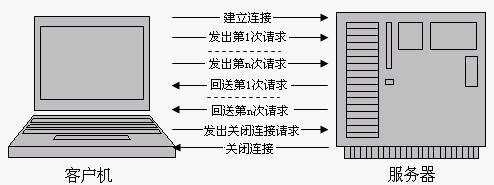 建立连接
发出第1次请求
发出第n次请求
回送第1次请求
回送第n次请求
发出关闭连接请求
关闭连接
客户机
服务器